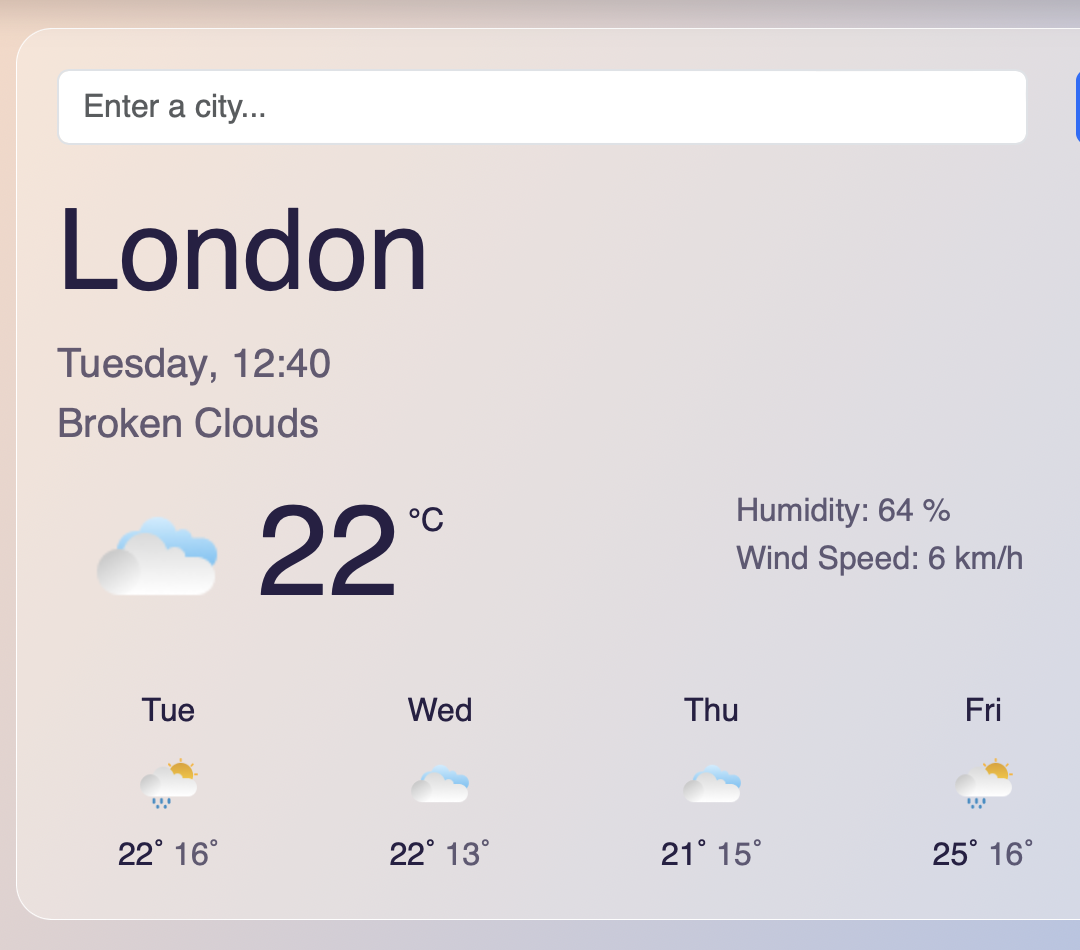 Enter a city...
London
Tuesday, 12:40
Broken Clouds
22 °C
Humidity: 64 %
Wind Speed: 6 km/h
Tue Wed Thu Fri
22° 16° 22° 13° 21° 15° 25° 16°